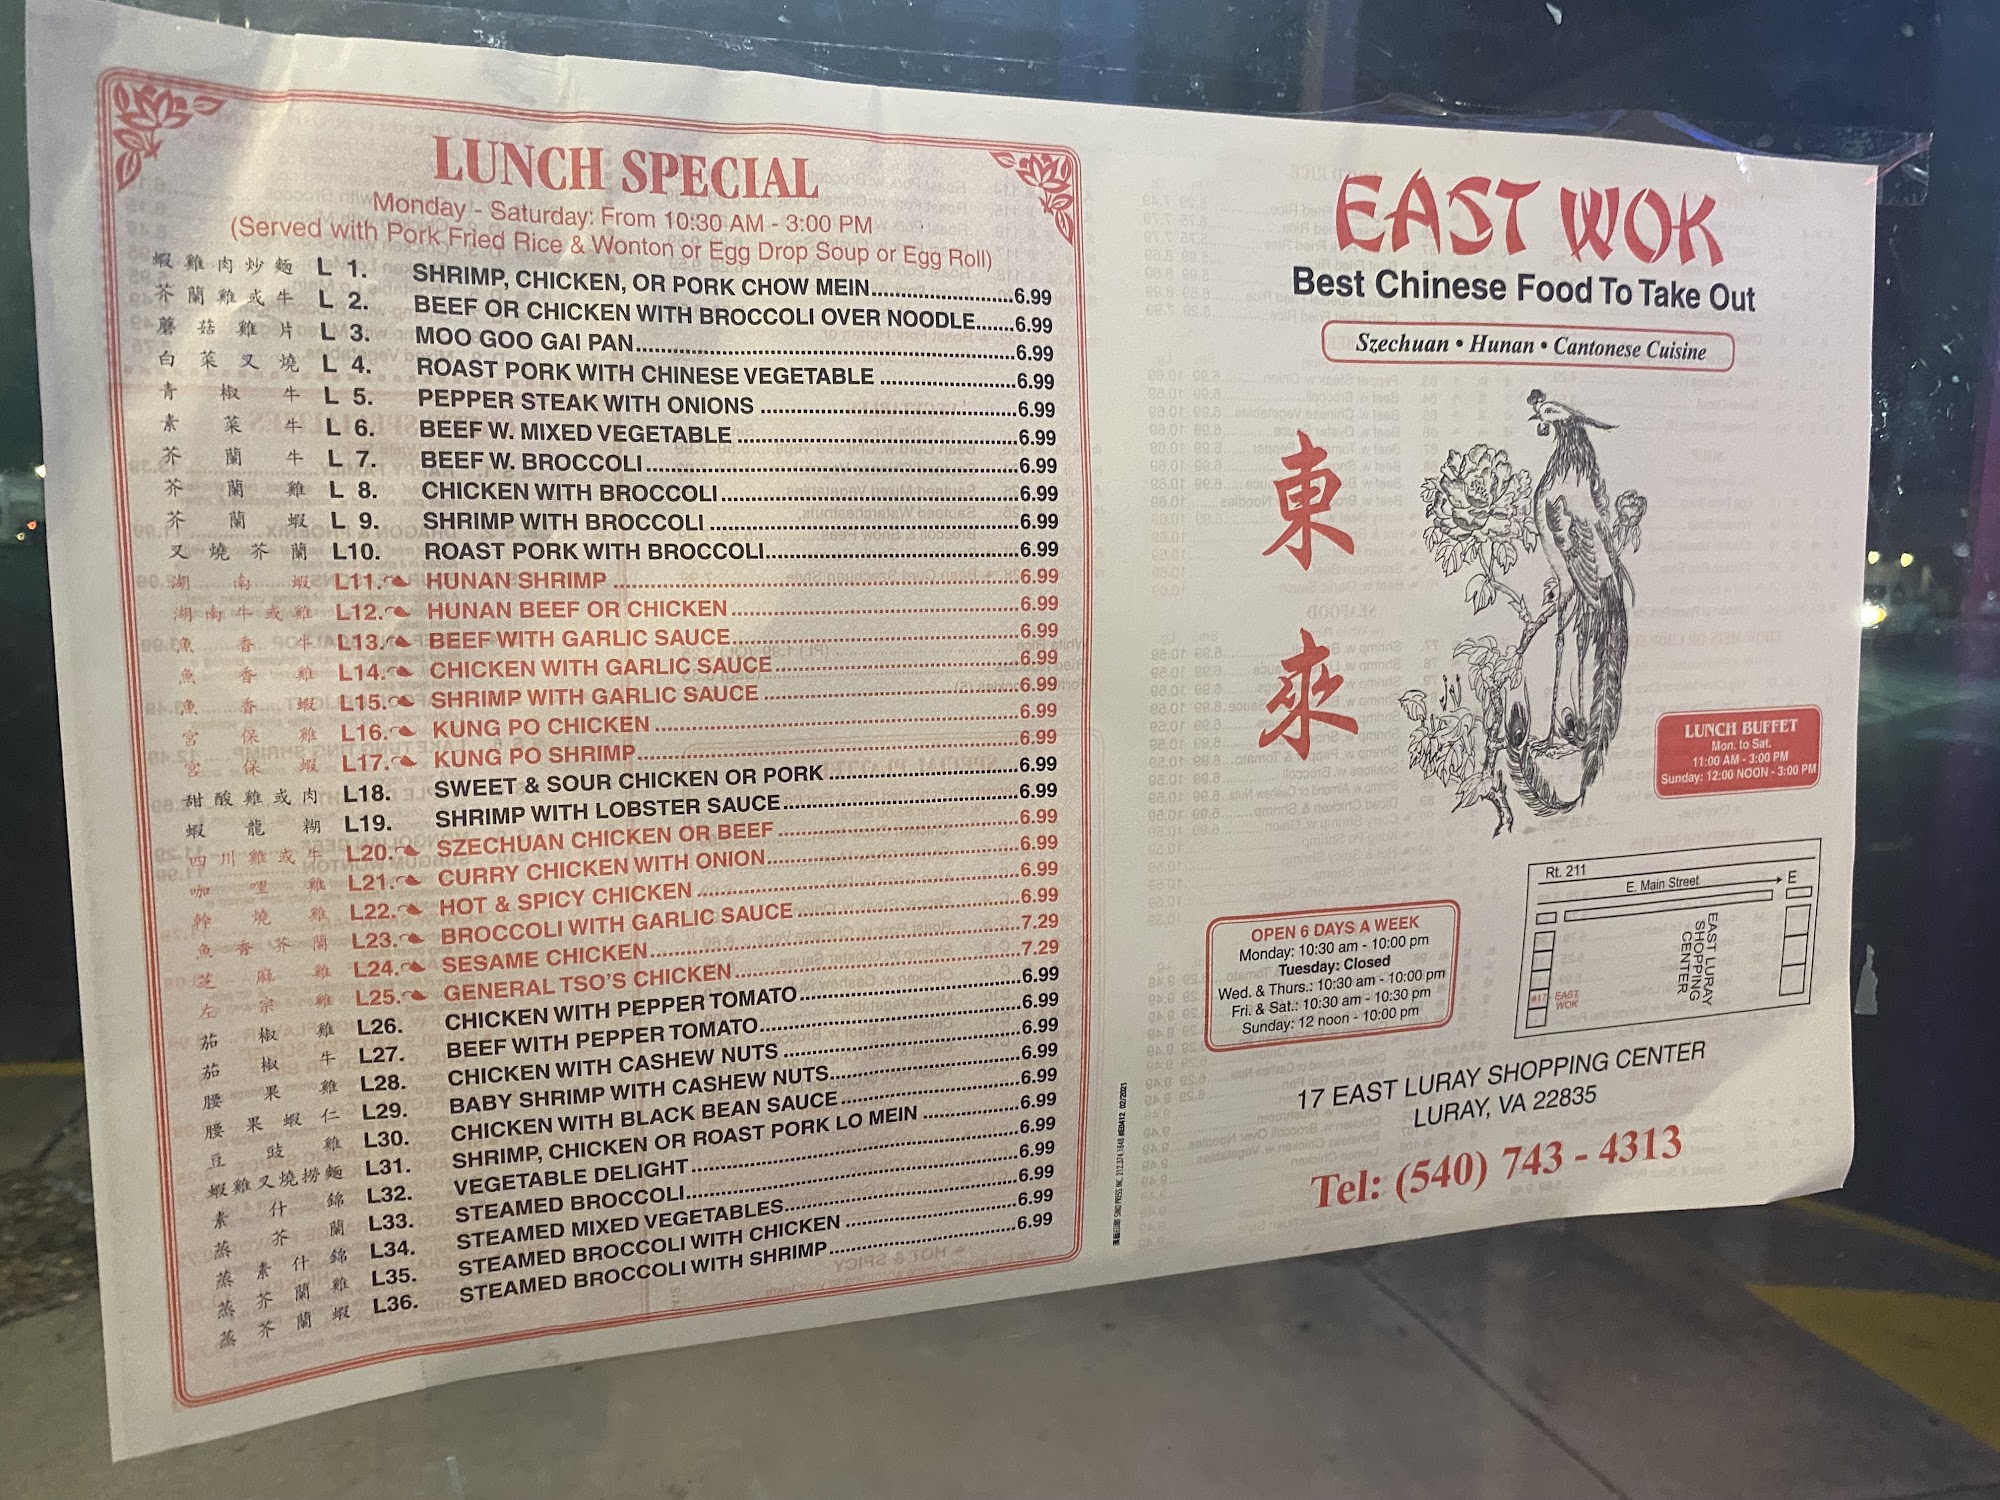 LUNCH SPECIAL
Monday - Saturday: From 10:30 AM - 3:00 PM
(Served with Pork Fried Rice & Wonton or Egg Drop Soup or Egg Roll)
蝦雞肉炒麵 L 1. SHRIMP, CHICKEN, OR PORK CHOW MEIN 6.99
芥蘭雞或牛 L 2. BEEF OR CHICKEN WITH BROCCOLI OVER NOODLE 6.99
蘑菇雞片 L 3. MOO GOO GAI PAN 6.99
白菜叉燒 L 4. ROAST PORK WITH CHINESE VEGETABLE 6.99
青椒牛 L 5. PEPPER STEAK WITH ONIONS 6.99
素菜牛 L 6. BEEF W. MIXED VEGETABLE 6.99
芥蘭牛 L 7. BEEF W. BROCCOLI 6.99
芥蘭雞 L 8. CHICKEN WITH BROCCOLI 6.99
芥蘭蝦 L 9. SHRIMP WITH BROCCOLI 6.99
叉燒芥蘭 L10. ROAST PORK WITH BROCCOLI 6.99
湖南蝦 L11. HUNAN SHRIMP 6.99
湖南牛或雞 L12. HUNAN BEEF OR CHICKEN 6.99
魚香牛 L13. BEEF WITH GARLIC SAUCE 6.99
魚香雞 L14. CHICKEN WITH GARLIC SAUCE 6.99
魚香蝦 L15. SHRIMP WITH GARLIC SAUCE 6.99
宮保雞 L16. KUNG PO CHICKEN 6.99
宮保蝦 L17. KUNG PO SHRIMP 6.99
甜酸雞或肉 L18. SWEET & SOUR CHICKEN OR PORK 6.99
蝦龍糊 L19. SHRIMP WITH LOBSTER SAUCE 6.99
四川雞或牛 L20. SZECHUAN CHICKEN OR BEEF 6.99
咖哩雞 L21. CURRY CHICKEN WITH ONION 6.99
幹燒雞 L22. HOT & SPICY CHICKEN 6.99
魚香芥蘭 L23. BROCCOLI WITH GARLIC SAUCE 6.99
芝麻雞 L24. SESAME CHICKEN 7.29
左宗雞 L25. GENERAL TSO'S CHICKEN 7.29
茄椒雞 L26. CHICKEN WITH PEPPER TOMATO 6.99
茄椒牛 L27. BEEF WITH PEPPER TOMATO 6.99
腰果雞 L28. CHICKEN WITH CASHEW NUTS 6.99
腰果蝦仁 L29. BABY SHRIMP WITH CASHEW NUTS 6.99
豆豉雞 L30. CHICKEN WITH BLACK BEAN SAUCE 6.99
蝦雞叉燒撈麵 L31. SHRIMP, CHICKEN OR ROAST PORK LO MEIN 6.99
素什錦 L32. VEGETABLE DELIGHT 6.99
蒸芥蘭 L33. STEAMED BROCCOLI 6.99
蒸素什錦 L34. STEAMED MIXED VEGETABLES 6.99
蒸芥蘭雞 L35. STEAMED BROCCOLI WITH CHICKEN 6.99
蒸芥蘭蝦 L36. STEAMED BROCCOLI WITH SHRIMP 6.99
EAST WOK
Best Chinese Food To Take Out
Szechuan • Hunan • Cantonese Cuisine
東來
LUNCH BUFFET
Mon. to Sat.
11:00 AM - 3:00 PM
Sunday: 12:00 NOON - 3:00 PM
OPEN 6 DAYS A WEEK
Monday: 10:30 am - 10:00 pm
Tuesday: Closed
Wed. & Thurs.: 10:30 am - 10:00 pm
Fri. & Sat.: 10:30 am - 10:30 pm
Sunday: 12 noon - 10:00 pm
Rt. 211
E. Main Street E
EAST LURAY
SHOPPING
CENTER
#17 - EAST
WOK
17 EAST LURAY SHOPPING CENTER
LURAY, VA 22835
Tel: (540) 743 - 4313
02/2021